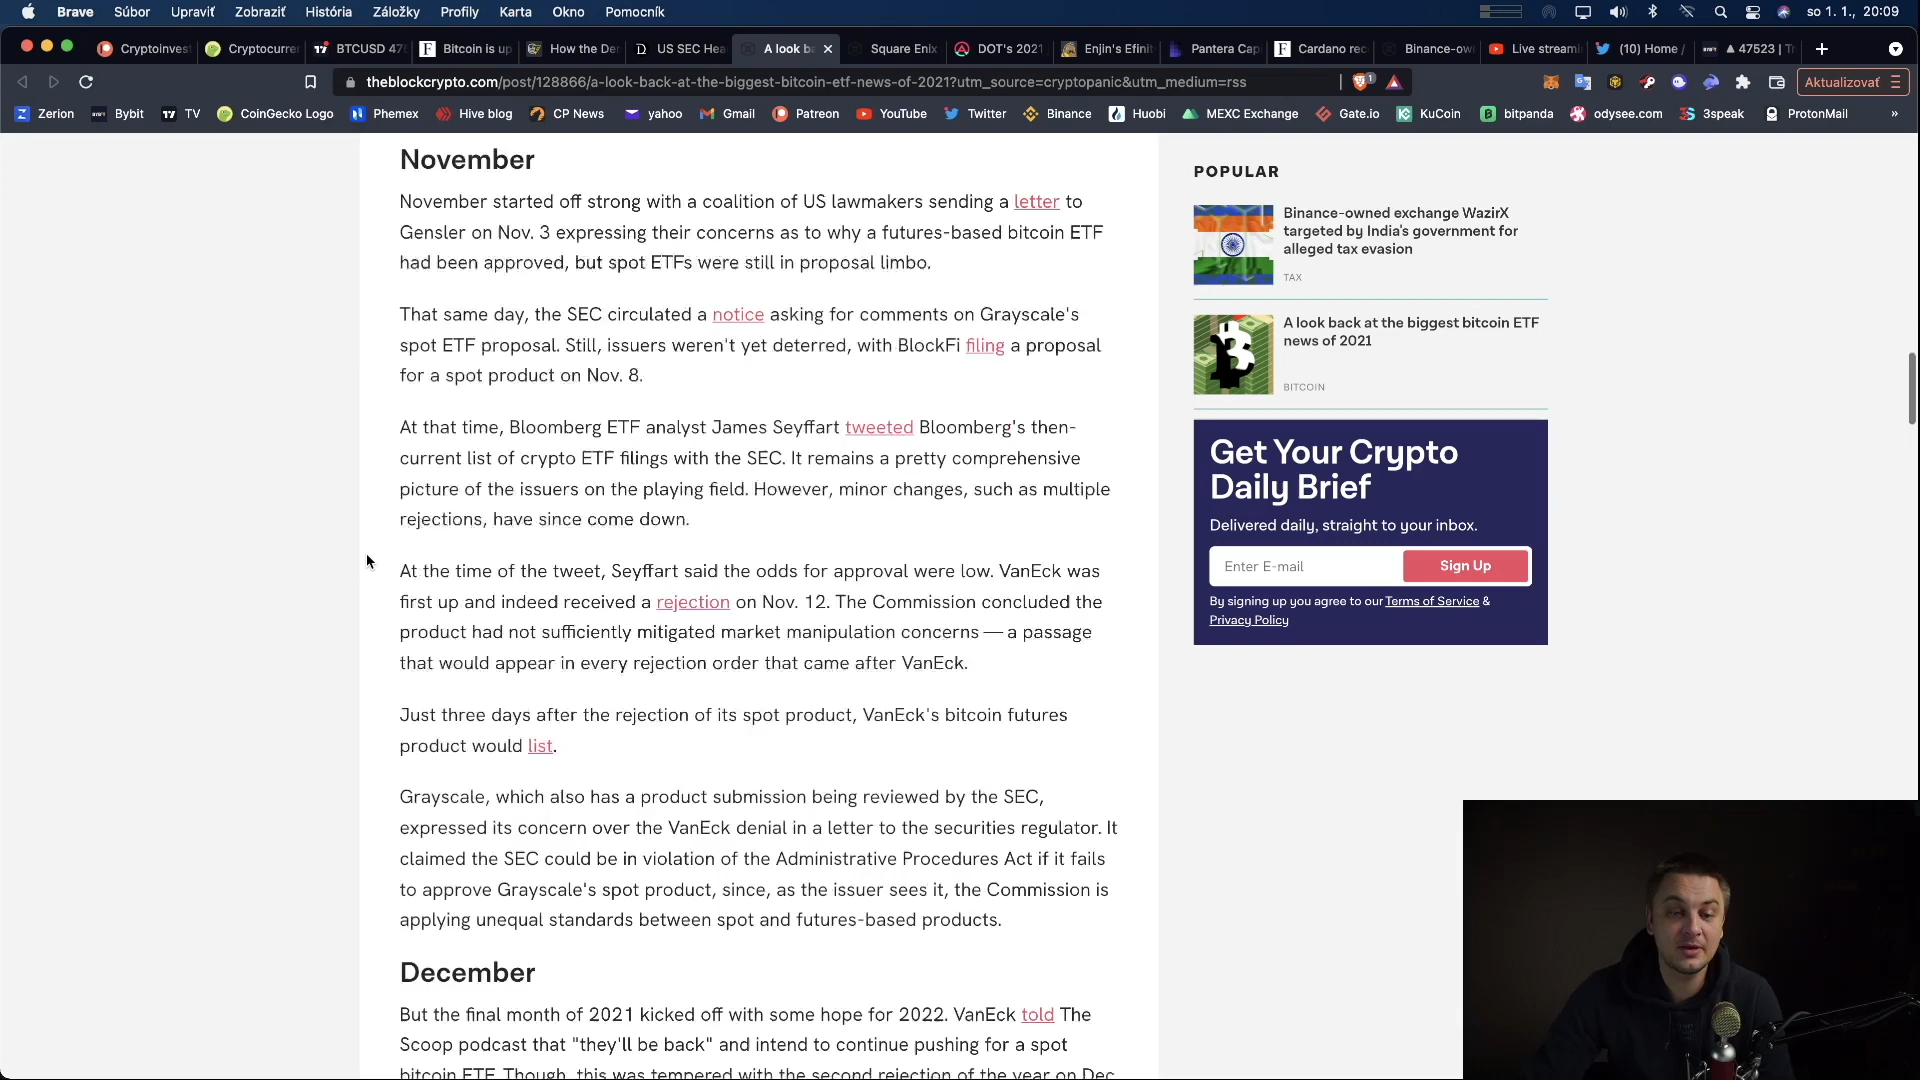 Brave Súbor Upraviť Zobraziť História Záložky Profily Karta Okno Pomocník so 1. 1., 20:09
Cryptoinvest Cryptocurre BTCUSD 47 Bitcoin is up How the De US SEC Hea A look ba Square Enix DOT's 2021 Enjin's Efinit Pantera Cap Cardano rec Binance-ow Live streami (10) Home / 47523 | T
theblockcrypto.com/post/128866/a-look-back-at-the-biggest-bitcoin-etf-news-of-2021?utm_source=cryptopanic&utm_medium=rss 1 Aktualizovať
Zerion Bybit TV CoinGecko Logo Phemex Hive blog CP News yahoo Gmail Patreon YouTube Twitter Binance Huobi MEXC Exchange Gate.io KuCoin bitpanda odysee.com 3speak ProtonMail »
November
November started off strong with a coalition of US lawmakers sending a letter to
Gensler on Nov. 3 expressing their concerns as to why a futures-based bitcoin ETF
had been approved, but spot ETFs were still in proposal limbo.
That same day, the SEC circulated a notice asking for comments on Grayscale's
spot ETF proposal. Still, issuers weren't yet deterred, with BlockFi filing a proposal
for a spot product on Nov. 8.
At that time, Bloomberg ETF analyst James Seyffart tweeted Bloomberg's then-
current list of crypto ETF filings with the SEC. It remains a pretty comprehensive
picture of the issuers on the playing field. However, minor changes, such as multiple
rejections, have since come down.
At the time of the tweet, Seyffart said the odds for approval were low. VanEck was
first up and indeed received a rejection on Nov. 12. The Commission concluded the
product had not sufficiently mitigated market manipulation concerns — a passage
that would appear in every rejection order that came after VanEck.
Just three days after the rejection of its spot product, VanEck's bitcoin futures
product would list.
Grayscale, which also has a product submission being reviewed by the SEC,
expressed its concern over the VanEck denial in a letter to the securities regulator. It
claimed the SEC could be in violation of the Administrative Procedures Act if it fails
to approve Grayscale's spot product, since, as the issuer sees it, the Commission is
applying unequal standards between spot and futures-based products.
December
But the final month of 2021 kicked off with some hope for 2022. VanEck told The
Scoop podcast that "they'll be back" and intend to continue pushing for a spot
bitcoin ETF. Though, this was tempered with the second rejection of the year on Dec
POPULAR
Binance-owned exchange WazirX
targeted by India's government for
alleged tax evasion
TAX
A look back at the biggest bitcoin ETF
news of 2021
BITCOIN
Get Your Crypto
Daily Brief
Delivered daily, straight to your inbox.
Enter E-mail Sign Up
By signing up you agree to our Terms of Service &
Privacy Policy